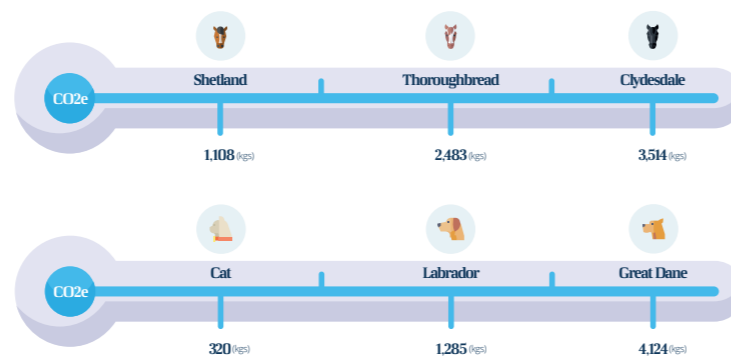 Shetland Thoroughbread Clydesdale
CO2e
1,108 (kgs) 2,483 (kgs) 3,514 (kgs)
Cat Labrador Great Dane
CO2e
320 (kgs) 1,285 (kgs) 4,124 (kgs)